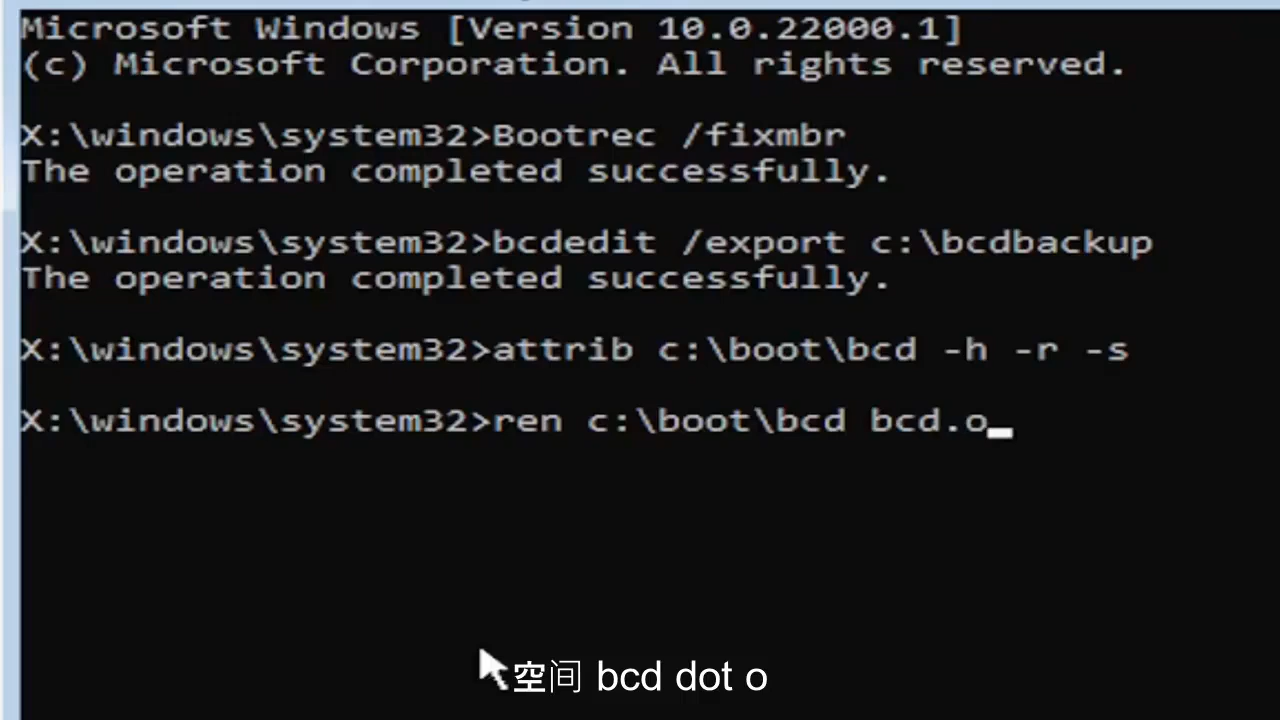 Microsoft Windows [Version 10.0.22000.1]
(c) Microsoft Corporation. All rights reserved.
X:\windows\system32>Bootrec /fixmbr
The operation completed successfully.
X:\windows\system32>bcdedit /export c:\bcdbackup
The operation completed successfully.
X:\windows\system32>attrib c:\boot\bcd -h -r -s
X:\windows\system32>ren c:\boot\bcd bcd.o
空间 bcd dot o